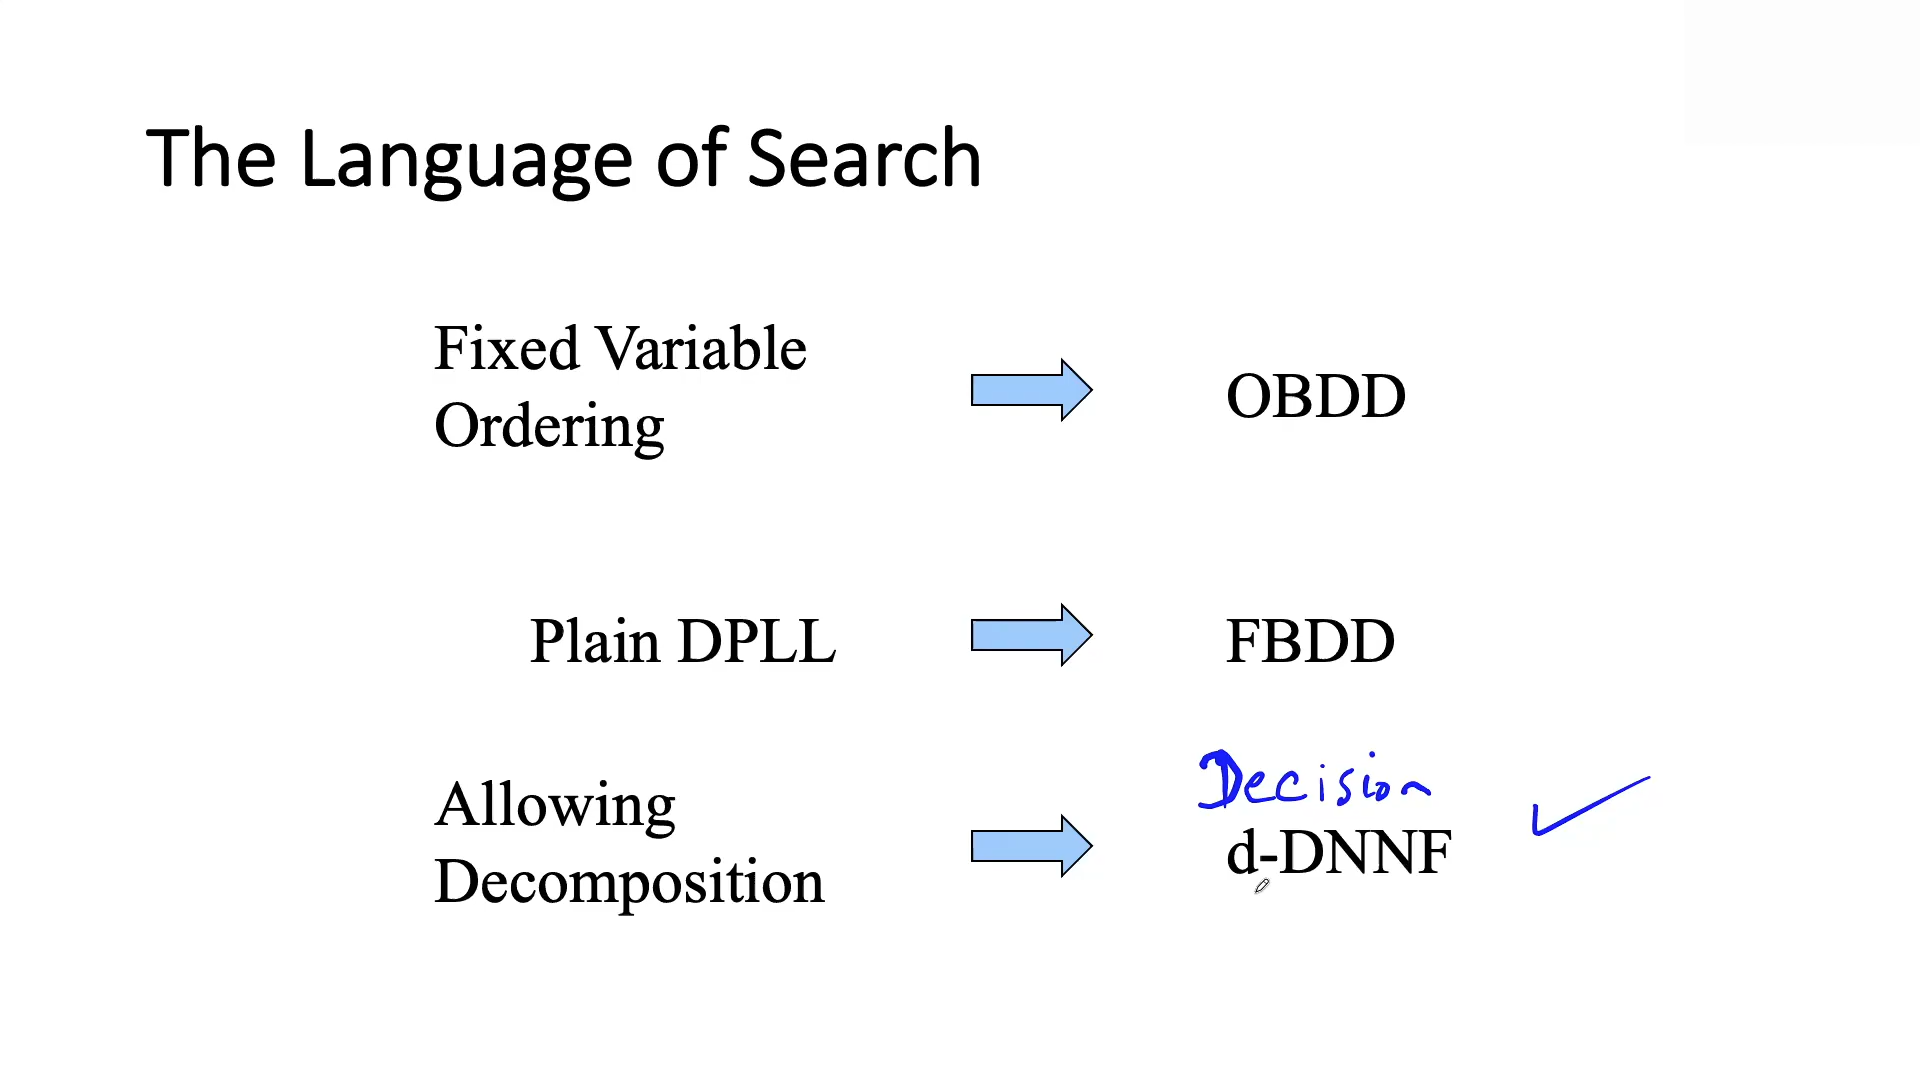 The Language of Search
Fixed Variable
Ordering
OBDD
Plain DPLL
FBDD
Decision
Allowing
Decomposition
d-DNNF